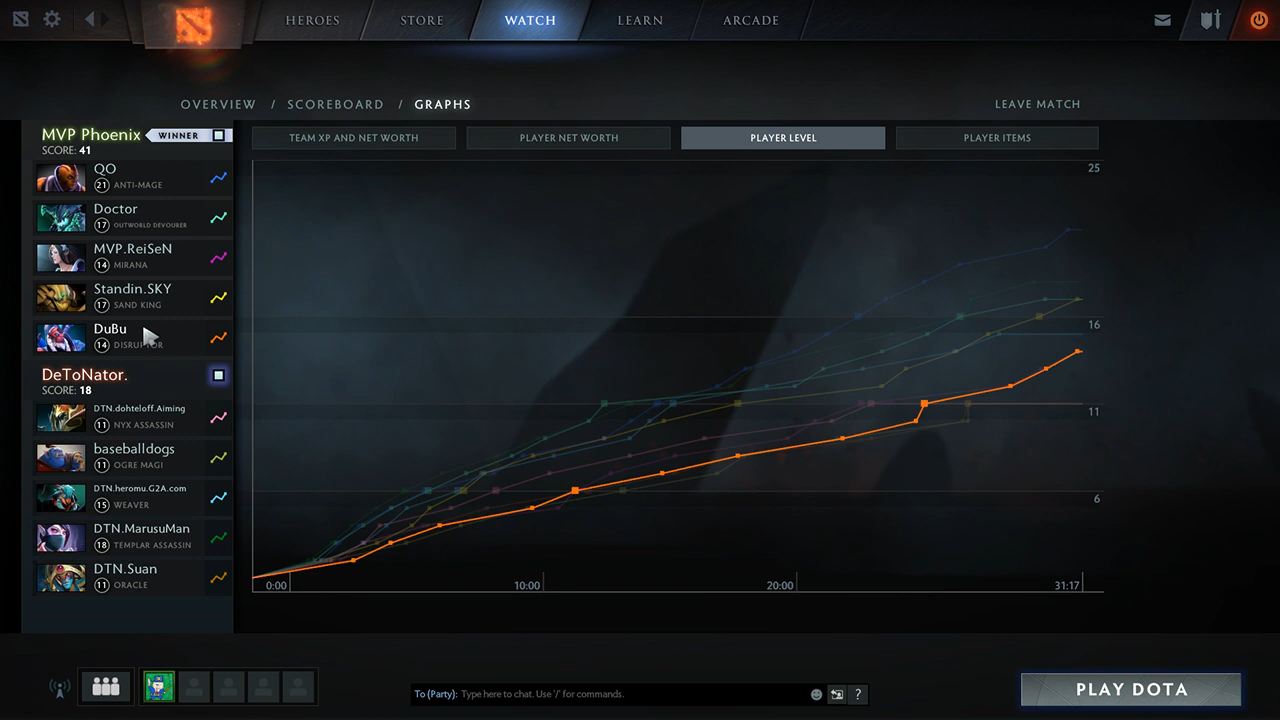 HEROES STORE WATCH LEARN ARCADE
OVERVIEW / SCOREBOARD / GRAPHS LEAVE MATCH
MVP Phoenix WINNER
SCORE: 41
TEAM XP AND NET WORTH PLAYER NET WORTH PLAYER LEVEL PLAYER ITEMS
QO
21 ANTI-MAGE
Doctor
17 OUTWORLD DEVOURER
MVP.ReiSeN
14 MIRANA
Standin.SKY
17 SAND KING
DuBu
14 DISRUPTOR
DeToNator.
SCORE: 18
DTN.dohteloff.Aiming
11 NYX ASSASSIN
baseballdogs
11 OGRE MAGI
DTN.heromu.G2A.com
15 WEAVER
DTN.MarusuMan
18 TEMPLAR ASSASSIN
DTN.Suan
11 ORACLE
25
16
11
6
0:00 10:00 20:00 31:17
To (Party): Type here to chat. Use '/' for commands. ?
PLAY DOTA